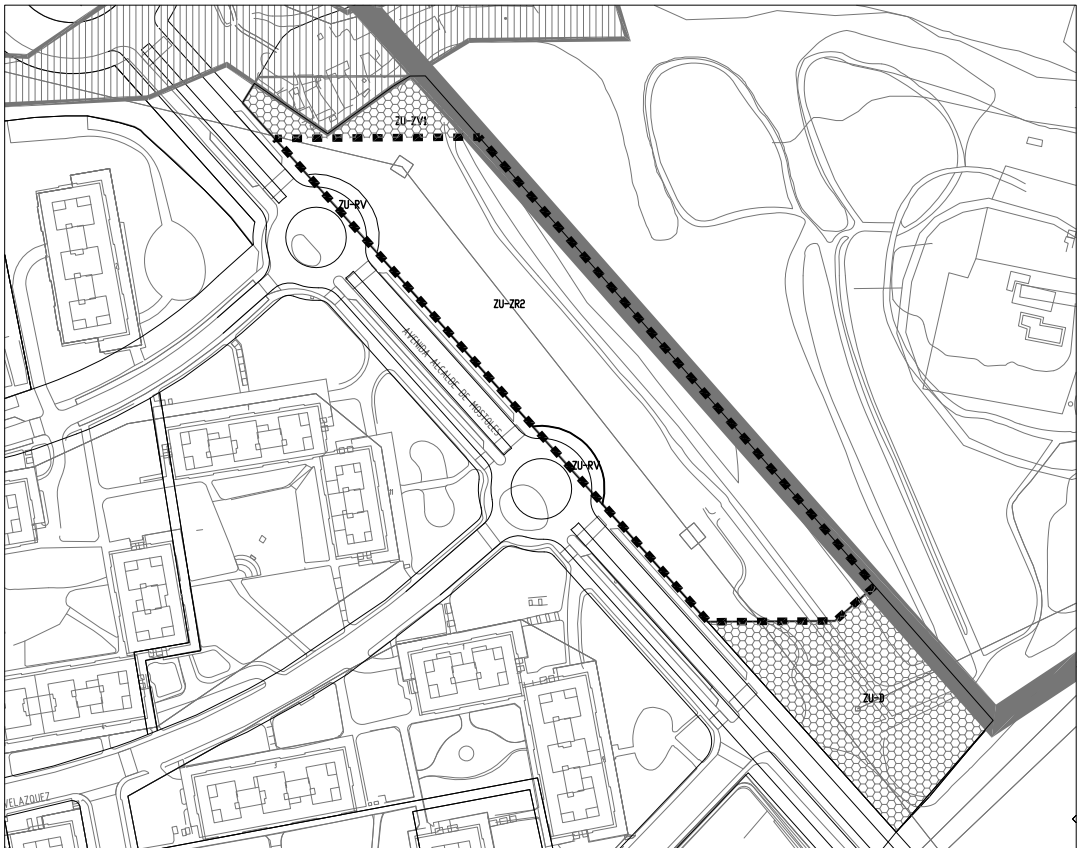 ZU-ZV1
ZU-RV
ZU-ZR2
AVENIDA ALCALDE DE MOSTOLES
ZU-RV
ZU-D
VELAZQUEZ